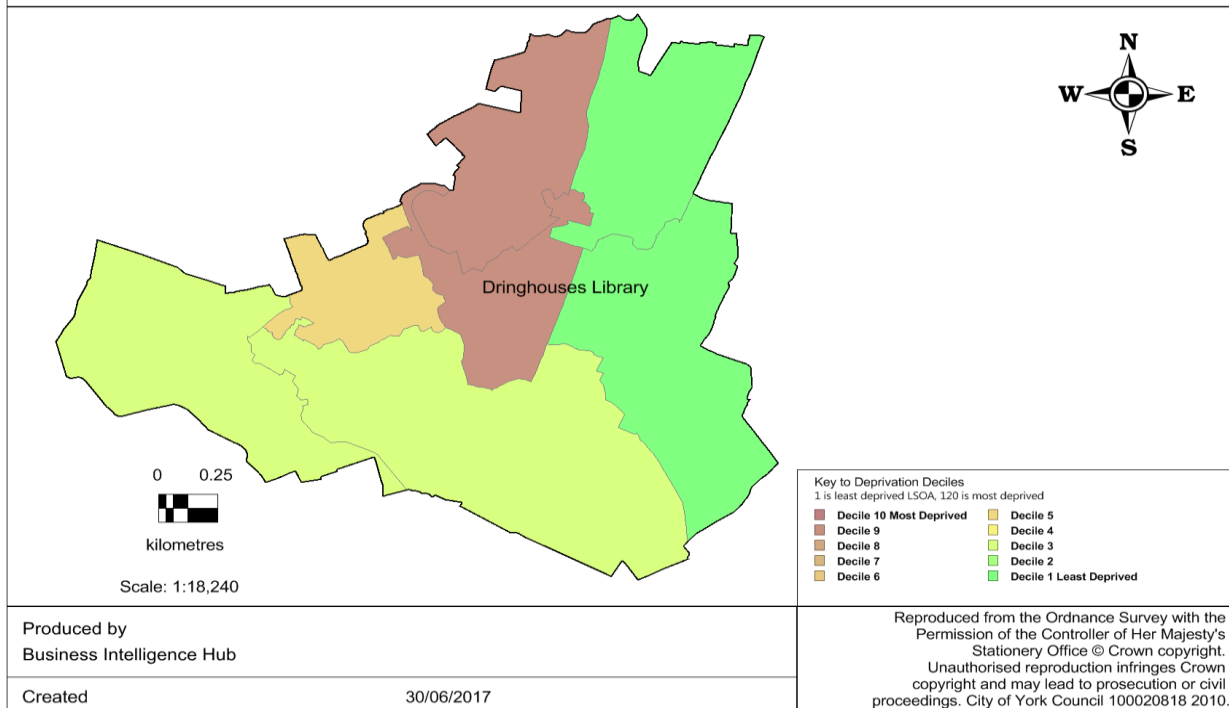 N
W E
S
Dringhouses Library
0 0.25
kilometres
Scale: 1:18,240
Key to Deprivation Deciles
1 is least deprived LSOA, 120 is most deprived
Decile 10 Most Deprived
Decile 9
Decile 8
Decile 7
Decile 6
Decile 5
Decile 4
Decile 3
Decile 2
Decile 1 Least Deprived
Produced by
Business Intelligence Hub
Created 30/06/2017
Reproduced from the Ordnance Survey with the
Permission of the Controller of Her Majesty's
Stationery Office © Crown copyright.
Unauthorised reproduction infringes Crown
copyright and may lead to prosecution or civil
proceedings. City of York Council 100020818 2010.